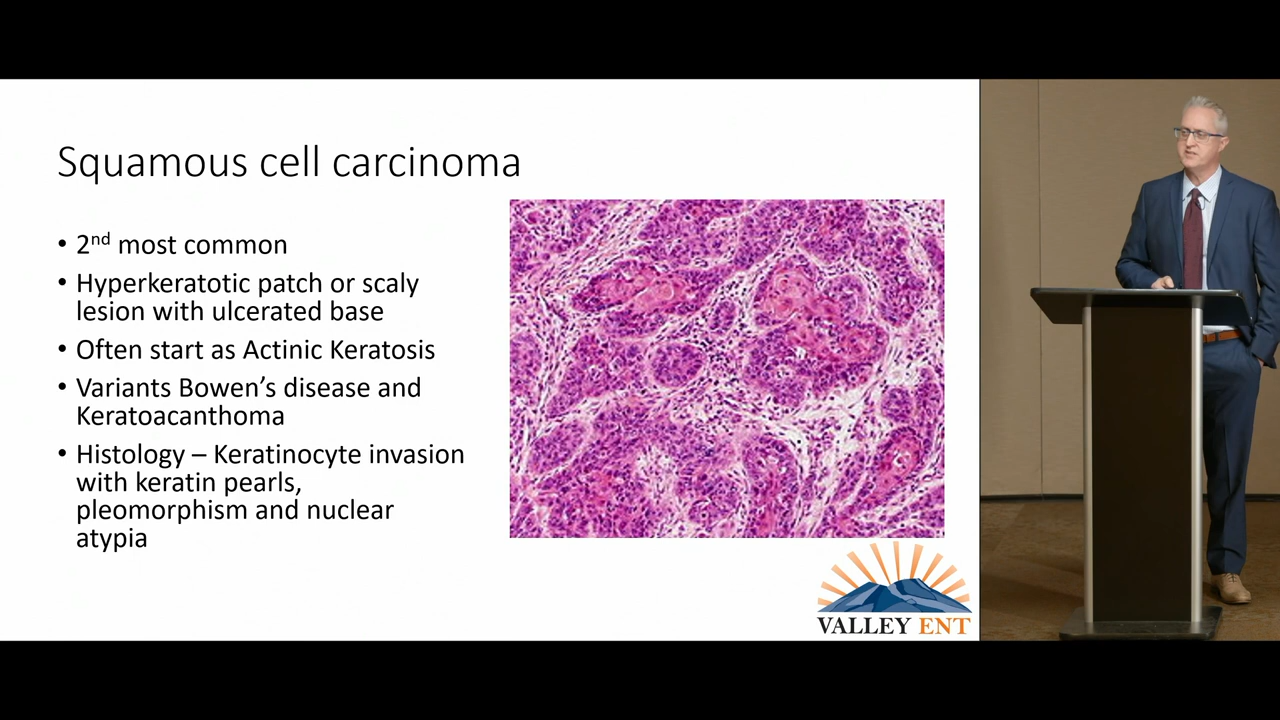 Squamous cell carcinoma
• 2nd most common
• Hyperkeratotic patch or scaly
lesion with ulcerated base
• Often start as Actinic Keratosis
• Variants Bowen's disease and
Keratoacanthoma
• Histology – Keratinocyte invasion
with keratin pearls,
pleomorphism and nuclear
atypia
VALLEY ENT